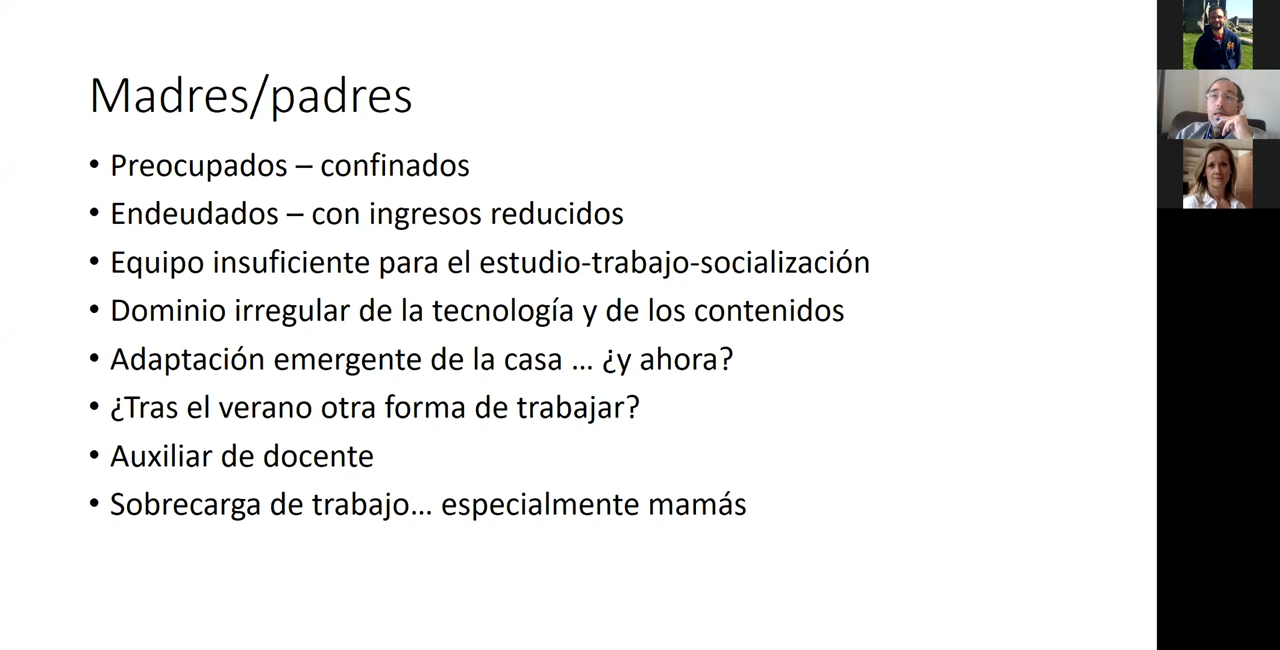 Madres/padres
• Preocupados – confinados
• Endeudados – con ingresos reducidos
• Equipo insuficiente para el estudio-trabajo-socialización
• Dominio irregular de la tecnología y de los contenidos
• Adaptación emergente de la casa … ¿y ahora?
• ¿Tras el verano otra forma de trabajar?
• Auxiliar de docente
• Sobrecarga de trabajo… especialmente mamás